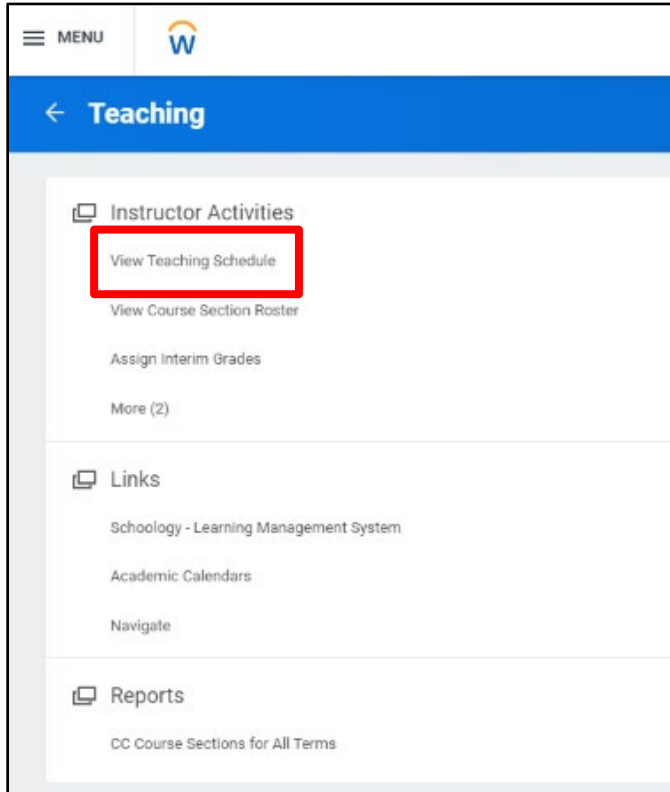 MENU
W
Teaching
Instructor Activities
View Teaching Schedule
View Course Section Roster
Assign Interim Grades
More (2)
Links
Schoology - Learning Management System
Academic Calendars
Navigate
Reports
CC Course Sections for All Terms